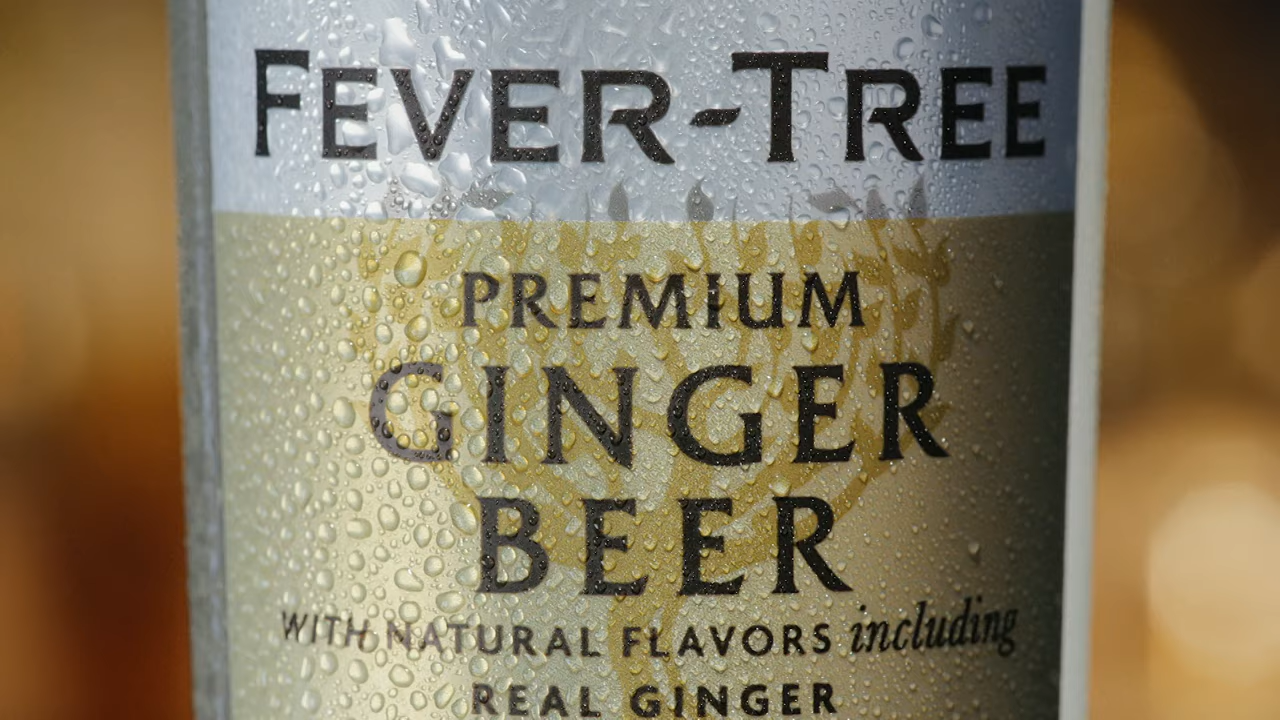 FEVER-TREE
PREMIUM
GINGER
BEER
WITH NATURAL FLAVORS including
REAL GINGER